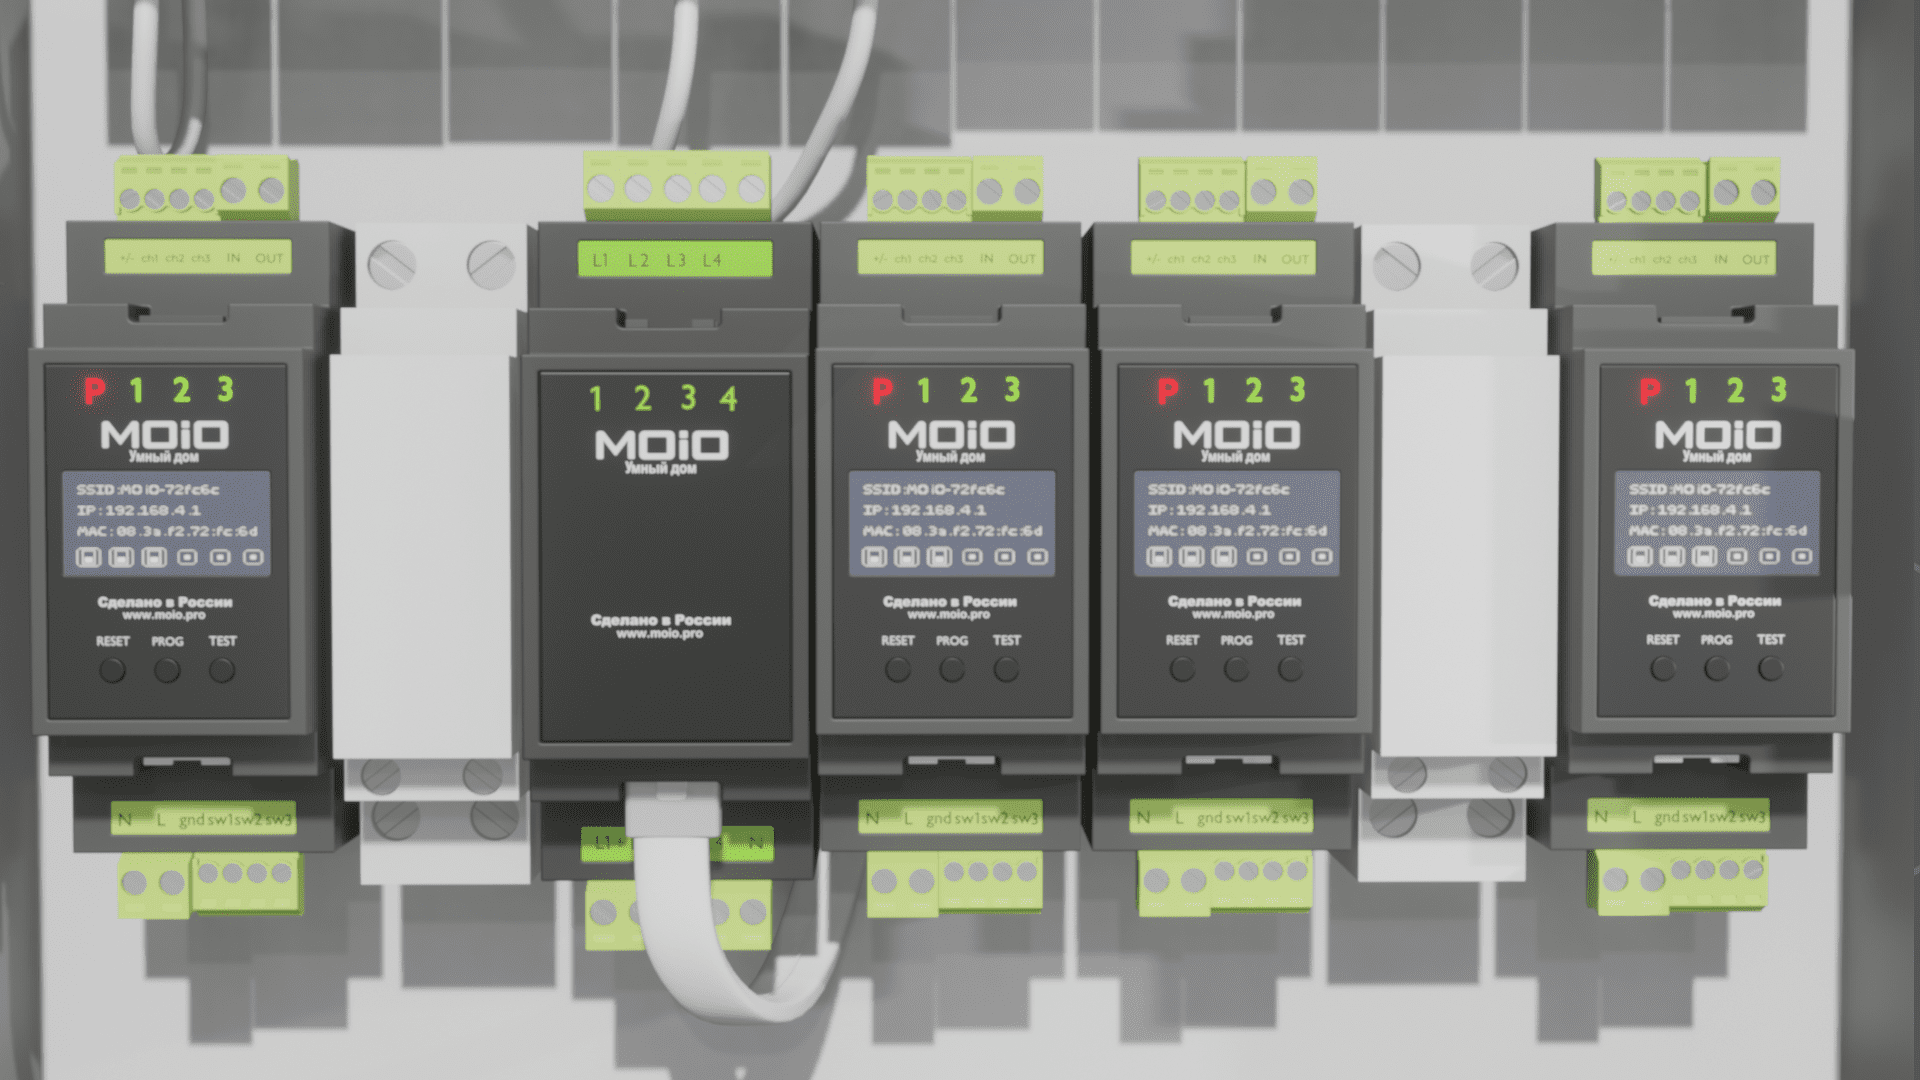 +/- ch1 ch2 ch3 IN OUT
P 1 2 3
MOiO
Умный дом
SSID:MOiO-72fc6c
IP:192.168.4.1
MAC:08.3a.f2.72:fc:6d
Сделано в России
www.moio.pro
RESET PROG TEST
N L gnd sw1 sw2 sw3
L1 L2 L3 L4
1 2 3 4
MOiO
Умный дом
Сделано в России
www.moio.pro
L1+ 4 N
+/- ch1 ch2 ch3 IN OUT
P 1 2 3
MOiO
Умный дом
SSID:MOiO-72fc6c
IP:192.168.4.1
MAC:08.3a.f2.72:fc:6d
Сделано в России
www.moio.pro
RESET PROG TEST
N L gnd sw1 sw2 sw3
+/- ch1 ch2 ch3 IN OUT
P 1 2 3
MOiO
Умный дом
SSID:MOiO-72fc6c
IP:192.168.4.1
MAC:08.3a.f2.72:fc:6d
Сделано в России
www.moio.pro
RESET PROG TEST
N L gnd sw1 sw2 sw3
+/- ch1 ch2 ch3 IN OUT
P 1 2 3
MOiO
Умный дом
SSID:MOiO-72fc6c
IP:192.168.4.1
MAC:08.3a.f2.72:fc:6d
Сделано в России
www.moio.pro
RESET PROG TEST
N L gnd sw1 sw2 sw3